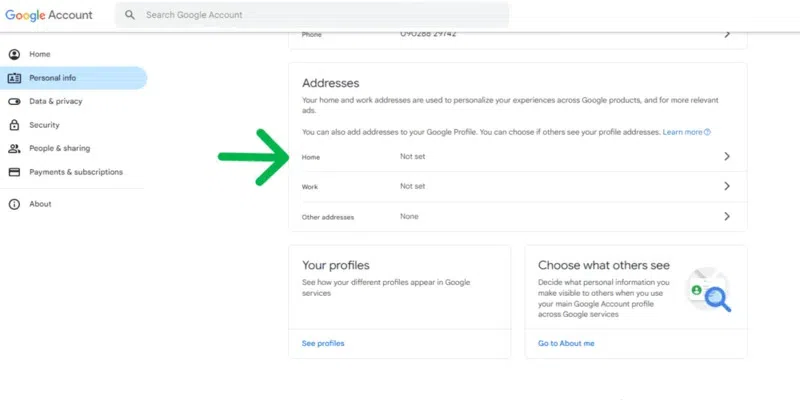 Google Account
Search Google Account
Phone 090288 29742
Home
Personal info
Data & privacy
Security
People & sharing
Payments & subscriptions
About
Addresses
Your home and work addresses are used to personalize your experiences across Google products, and for more relevant
ads.
You can also add addresses to your Google Profile. You can choose if others see your profile addresses. Learn more
Home Not set
Work Not set
Other addresses None
Your profiles
See how your different profiles appear in Google
services
See profiles
Choose what others see
Decide what personal information you
make visible to others when you use
your main Google Account profile
across Google services
Go to About me